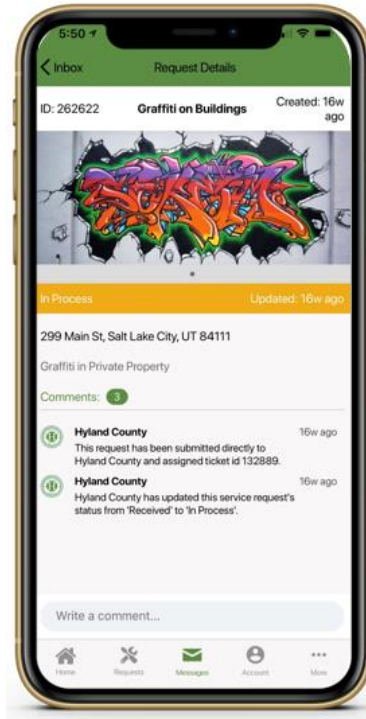 5:50
Inbox
Request Details
ID: 262622
Graffiti on Buildings
Created: 16w
ago
In Process
Updated: 16w ago
299 Main St, Salt Lake City, UT 84111
Graffiti in Private Property
Comments: 3
Hyland County
16w ago
This request has been submitted directly to
Hyland County and assigned ticket id 132889.
Hyland County
16w ago
Hyland County has updated this service request's
status from 'Received' to 'In Process'.
Write a comment...
Home
Requests
Messages
Account
More